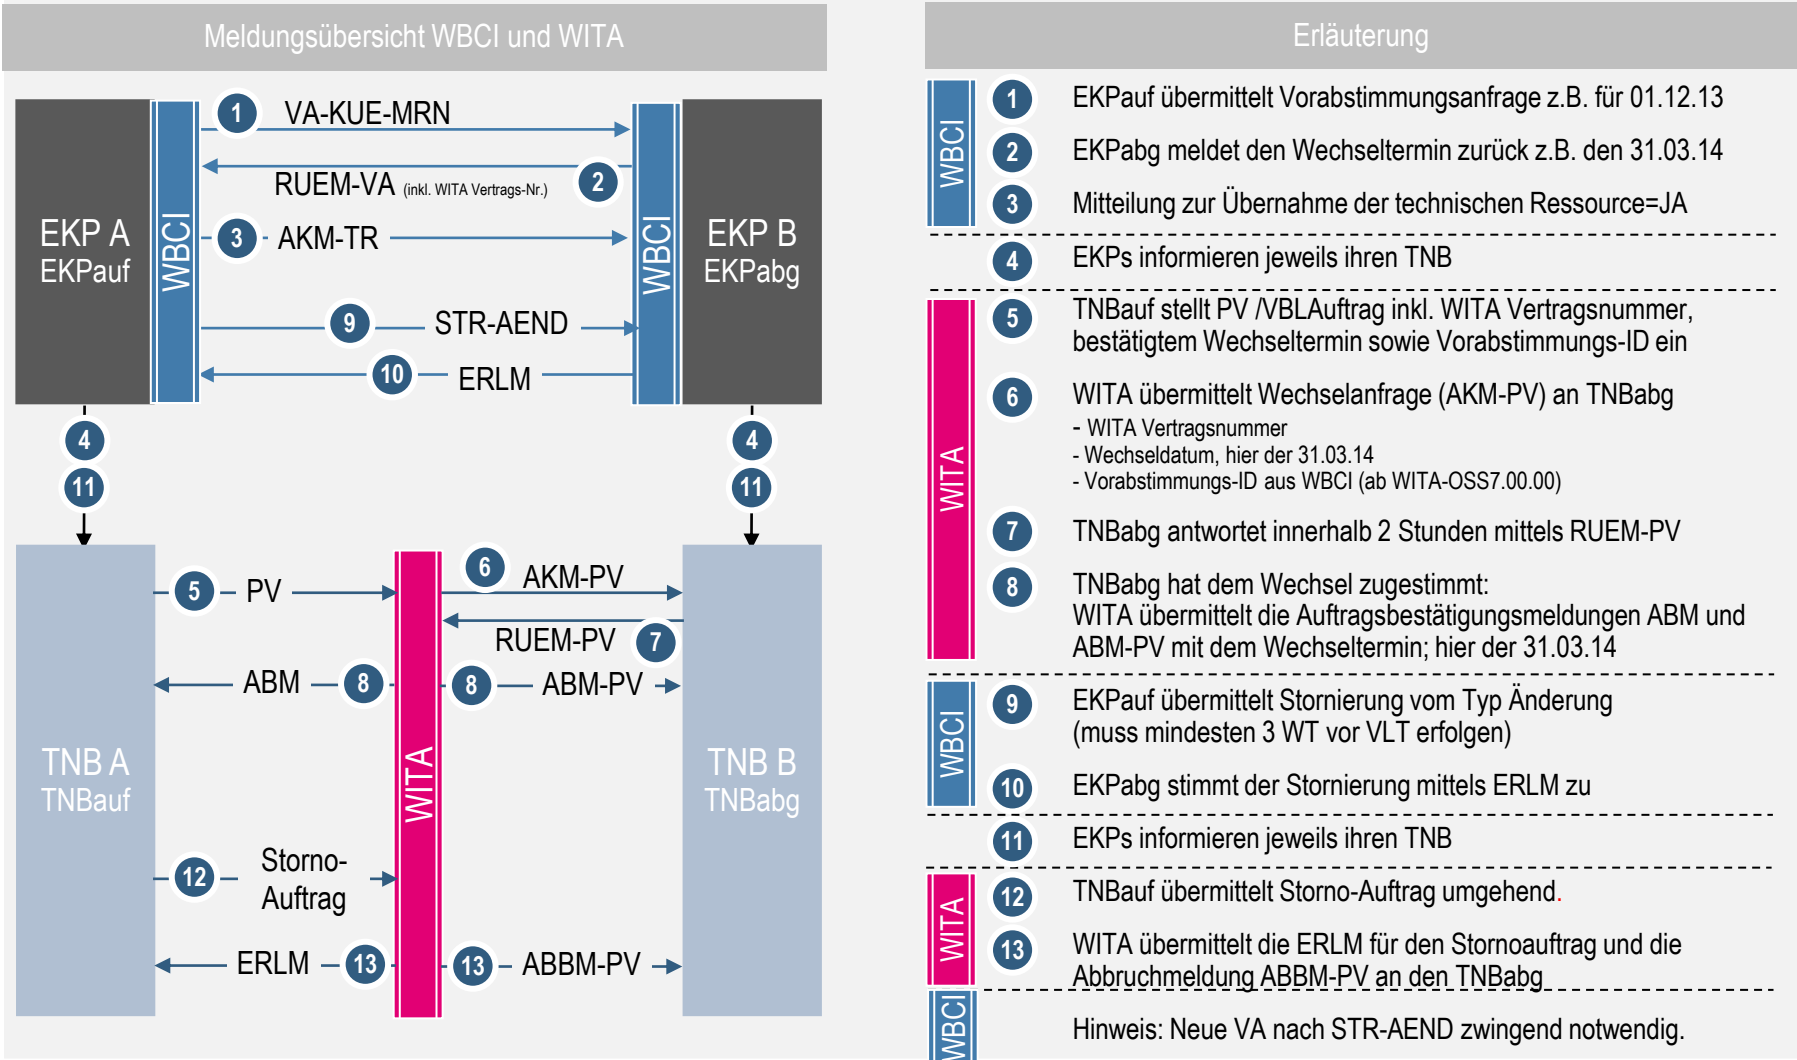 Meldungsübersicht WBCI und WITA
EKP A
EKPauf
WBCI
1
VA-KUE-MRN
RUEM-VA (inkl. WITA Vertrags-Nr.)
2
3
AKM-TR
9
STR-AEND
10
ERLM
WBCI
EKP B
EKPabg
4
11
4
11
TNB A
TNBauf
5
PV
WITA
6
AKM-PV
RUEM-PV
7
ABM
8
8
ABM-PV
TNB B
TNBabg
12
Storno-
Auftrag
ERLM
13
13
ABBM-PV
Erläuterung
WBCI
1
EKPauf übermittelt Vorabstimmungsanfrage z.B. für 01.12.13
2
EKPabg meldet den Wechseltermin zurück z.B. den 31.03.14
3
Mitteilung zur Übernahme der technischen Ressource=JA
4
EKPs informieren jeweils ihren TNB
WITA
5
TNBauf stellt PV /VBLAuftrag inkl. WITA Vertragsnummer,
bestätigtem Wechseltermin sowie Vorabstimmungs-ID ein
6
WITA übermittelt Wechselanfrage (AKM-PV) an TNBabg
- WITA Vertragsnummer
- Wechseldatum, hier der 31.03.14
- Vorabstimmungs-ID aus WBCI (ab WITA-OSS7.00.00)
7
TNBabg antwortet innerhalb 2 Stunden mittels RUEM-PV
8
TNBabg hat dem Wechsel zugestimmt:
WITA übermittelt die Auftragsbestätigungsmeldungen ABM und
ABM-PV mit dem Wechseltermin; hier der 31.03.14
WBCI
9
EKPauf übermittelt Stornierung vom Typ Änderung
(muss mindesten 3 WT vor VLT erfolgen)
10
EKPabg stimmt der Stornierung mittels ERLM zu
11
EKPs informieren jeweils ihren TNB
WITA
12
TNBauf übermittelt Storno-Auftrag umgehend.
13
WITA übermittelt die ERLM für den Stornoauftrag und die
Abbruchmeldung ABBM-PV an den TNBabg
WBCI
Hinweis: Neue VA nach STR-AEND zwingend notwendig.